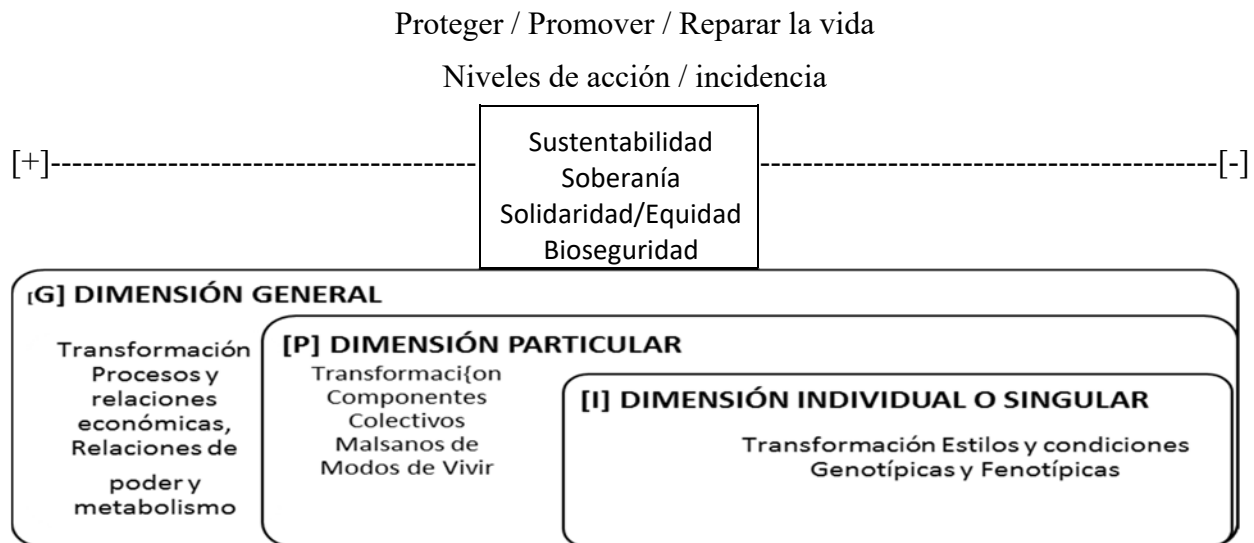 Proteger / Promover / Reparar la vida
Niveles de acción / incidencia
[+]----------------------------------------
Sustentabilidad
Soberanía
Solidaridad/Equidad
Bioseguridad
-------------------------------------------[-]
[G] DIMENSIÓN GENERAL
Transformación
Procesos y
relaciones
económicas,
Relaciones de
poder y
metabolismo
[P] DIMENSIÓN PARTICULAR
Transformaci{on
Componentes
Colectivos
Malsanos de
Modos de Vivir
[I] DIMENSIÓN INDIVIDUAL O SINGULAR
Transformación Estilos y condiciones
Genotípicas y Fenotípicas